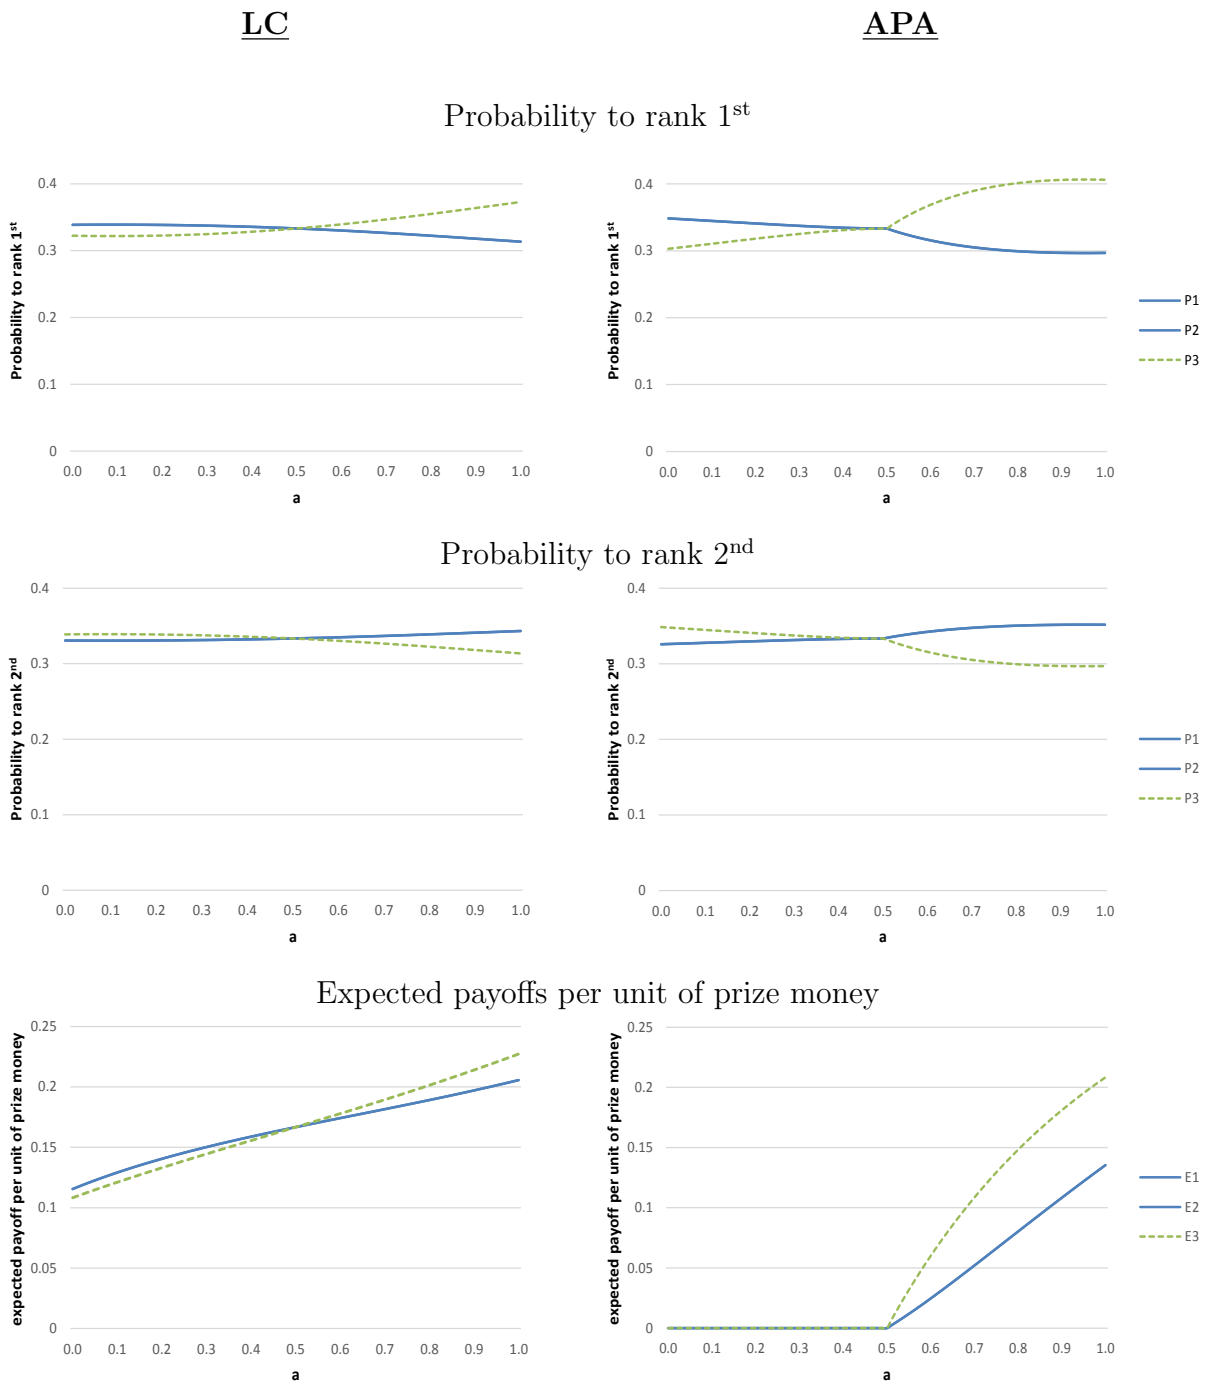 LC
APA
Probability to rank 1st
Probability to rank 1st
0.4
0.3
0.2
0.1
0
0.0 0.1 0.2 0.3 0.4 0.5 0.6 0.7 0.8 0.9 1.0
a
Probability to rank 1st
0.4
0.3
0.2
0.1
0
0.0 0.1 0.2 0.3 0.4 0.5 0.6 0.7 0.8 0.9 1.0
a
P1
P2
P3
Probability to rank 2nd
Probability to rank 2nd
0.4
0.3
0.2
0.1
0
0.0 0.1 0.2 0.3 0.4 0.5 0.6 0.7 0.8 0.9 1.0
a
Probability to rank 2nd
0.4
0.3
0.2
0.1
0
0.0 0.1 0.2 0.3 0.4 0.5 0.6 0.7 0.8 0.9 1.0
a
P1
P2
P3
Expected payoffs per unit of prize money
expected payoff per unit of prize money
0.25
0.2
0.15
0.1
0.05
0
0.0 0.1 0.2 0.3 0.4 0.5 0.6 0.7 0.8 0.9 1.0
a
expected payoff per unit of prize money
0.25
0.2
0.15
0.1
0.05
0
0.0 0.1 0.2 0.3 0.4 0.5 0.6 0.7 0.8 0.9 1.0
a
E1
E2
E3